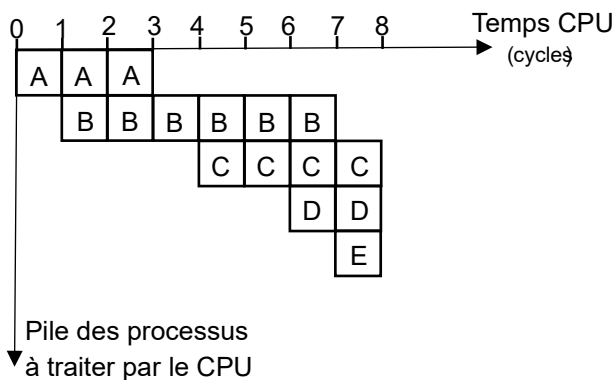 0 1 2 3 4 5 6 7 8 Temps CPU
(cycles)
A A A
B B B B B B
C C C C
D D
E
Pile des processus
à traiter par le CPU